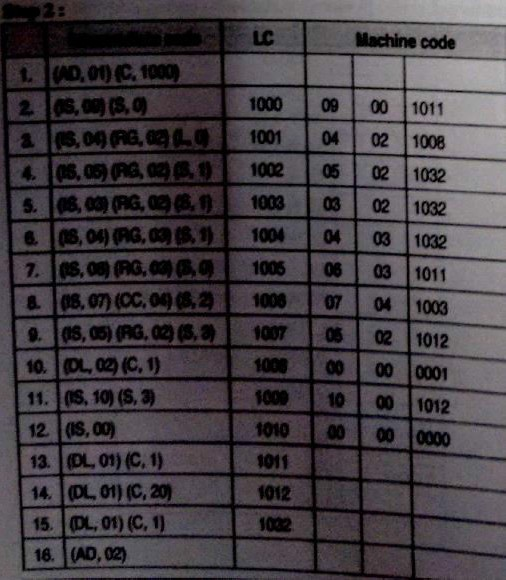 Step 2 :
Intermediate code LC Machine code
1. (AD, 01) (C, 1000)
2. (IS, 09) (S, 0) 1000 09 00 1011
3. (IS, 04) (RG, 02) (L, 0) 1001 04 02 1008
4. (IS, 05) (RG, 02) (S, 1) 1002 05 02 1032
5. (IS, 03) (RG, 02) (S, 1) 1003 03 02 1032
6. (IS, 04) (RG, 03) (S, 1) 1004 04 03 1032
7. (IS, 06) (RG, 03) (S, 0) 1005 06 03 1011
8. (IS, 07) (CC, 04) (S, 2) 1006 07 04 1003
9. (IS, 05) (RG, 02) (S, 3) 1007 05 02 1012
10. (DL, 02) (C, 1) 1008 00 00 0001
11. (IS, 10) (S, 3) 1009 10 00 1012
12. (IS, 00) 1010 00 00 0000
13. (DL, 01) (C, 1) 1011
14. (DL, 01) (C, 20) 1012
15. (DL, 01) (C, 1) 1032
16. (AD, 02)